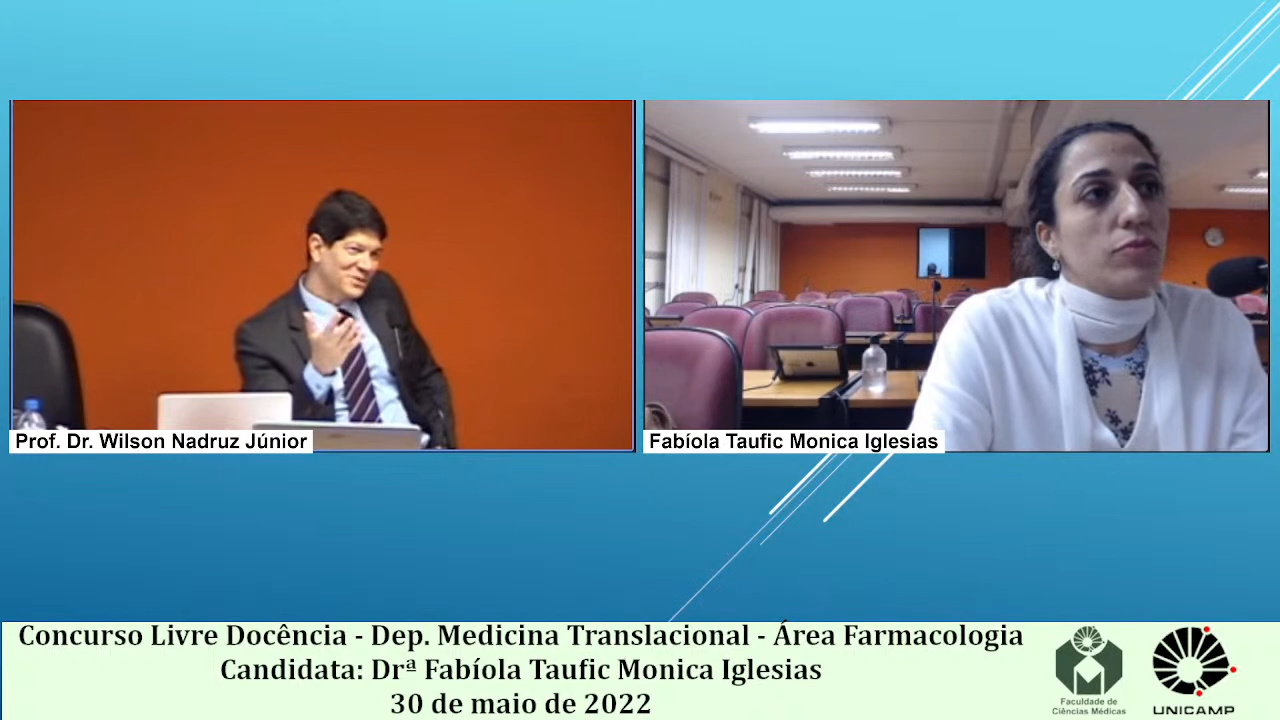 Prof. Dr. Wilson Nadruz Júnior
Fabíola Taufic Monica Iglesias
Concurso Livre Docência - Dep. Medicina Translacional - Área Farmacologia
Candidata: Drª Fabíola Taufic Monica Iglesias
30 de maio de 2022
Faculdade de
Ciências Médicas
UNICAMP